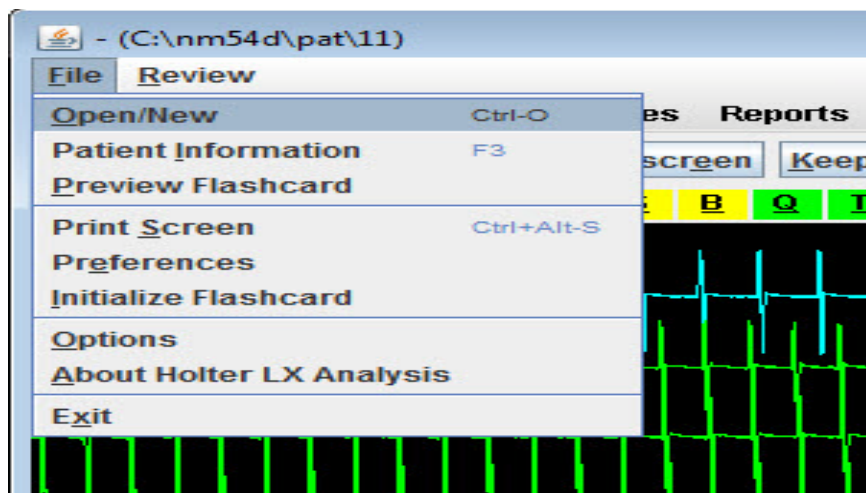 - (C:\nm54d\pat\11)
File Review
Open/New Ctrl-O
es Reports
Patient Information F3
screen Keep
Preview Flashcard
B Q T
Print Screen Ctrl+Alt-S
Preferences
Initialize Flashcard
Options
About Holter LX Analysis
Exit